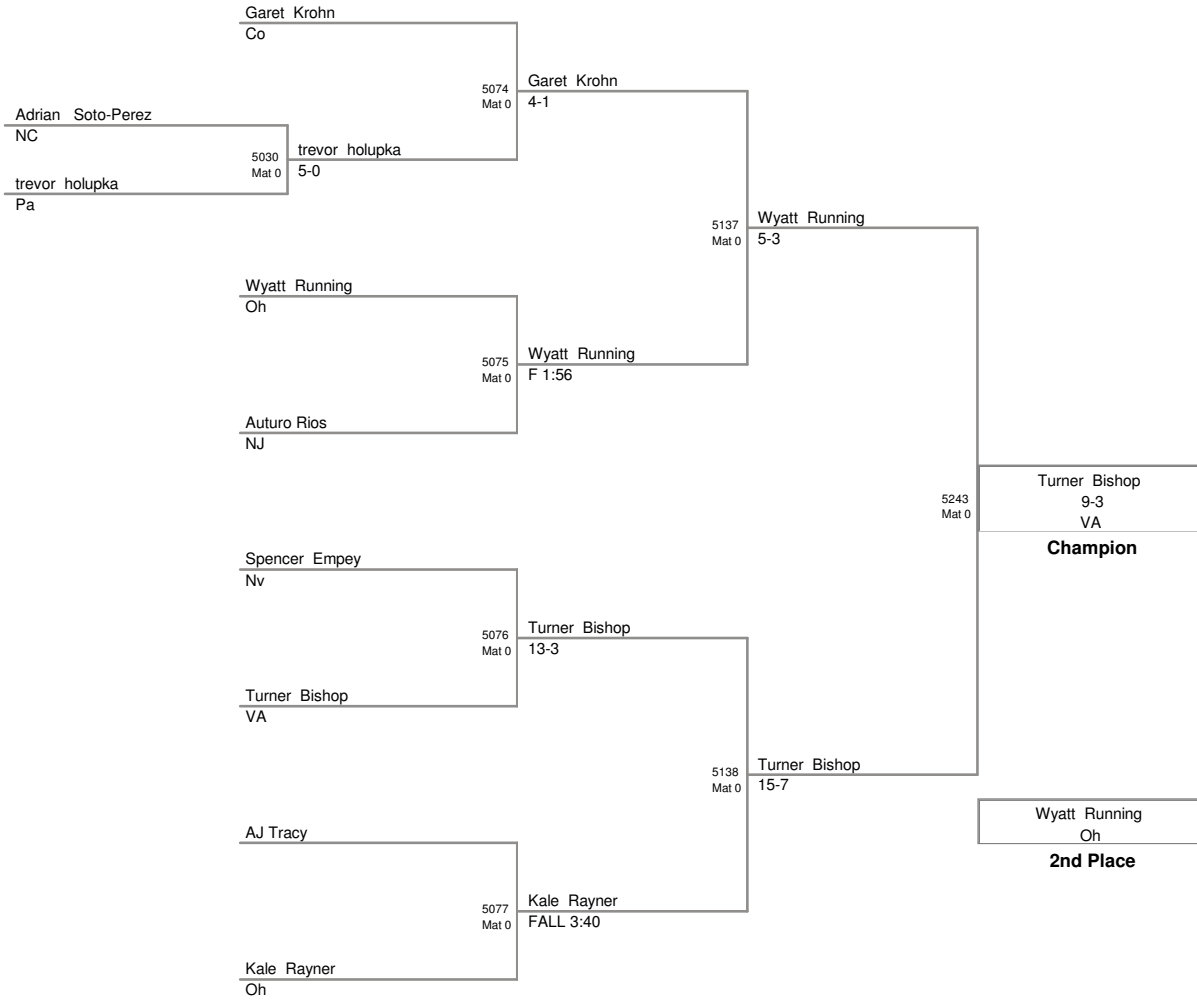 Garet Krohn
Co
5074
Mat 0
Garet Krohn
4-1
Adrian Soto-Perez
NC
5030
Mat 0
trevor holupka
5-0
trevor holupka
Pa
5137
Mat 0
Wyatt Running
5-3
Wyatt Running
Oh
5075
Mat 0
Wyatt Running
F 1:56
Auturo Rios
NJ
5243
Mat 0
Turner Bishop
9-3
VA
Champion
Spencer Empey
Nv
5076
Mat 0
Turner Bishop
13-3
Turner Bishop
VA
5138
Mat 0
Turner Bishop
15-7
Wyatt Running
Oh
2nd Place
AJ Tracy
5077
Mat 0
Kale Rayner
FALL 3:40
Kale Rayner
Oh